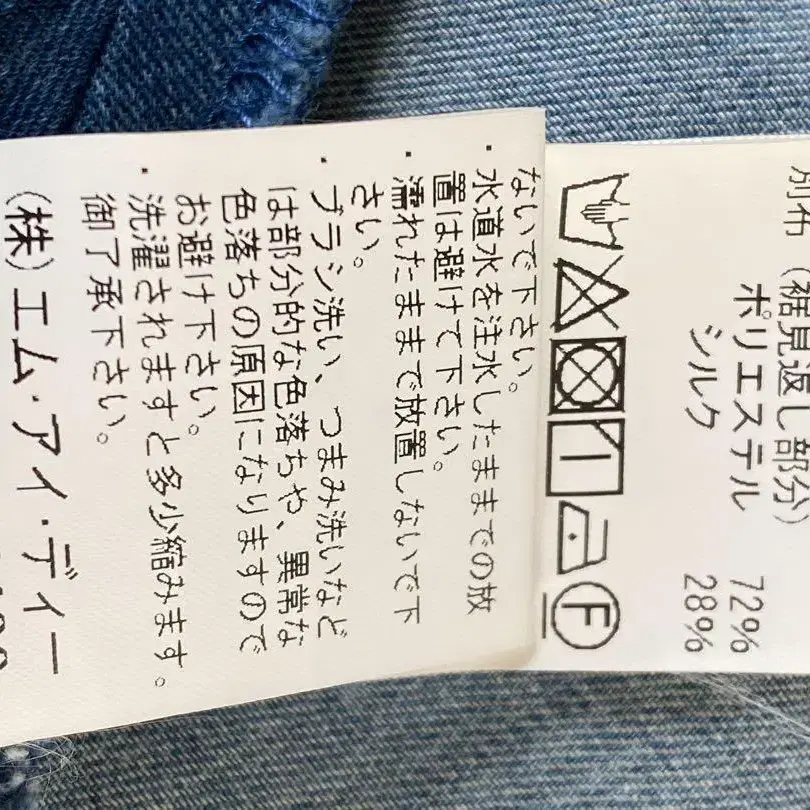 別布(裾見返し部分)
ポリエステル 72%
シルク 28%
F
ないで下さい。
・水道水を注水したままでの放
置は避けて下さい。
・濡れたままで放置しないで下
さい。
・ブラシ洗い、つまみ洗いなど
は部分的な色落ちや、異常な
色落ちの原因になりますので
お避け下さい。
・洗濯されますと多少縮みます。
御了承下さい。
(株)エム・アイ・ディー